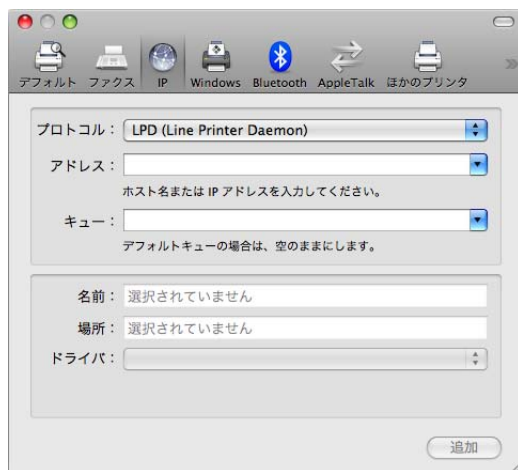 デフォルト ファクス IP Windows Bluetooth AppleTalk ほかのプリンタ
プロトコル： LPD (Line Printer Daemon)
アドレス：
ホスト名または IP アドレスを入力してください。
キュー：
デフォルトキューの場合は、空のままにします。
名前： 選択されていません
場所： 選択されていません
ドライバ：
追加